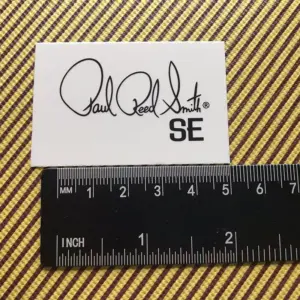 Paul Reed Smith®
SE
MM 1 2 3 4 5 6 7
INCH 1 2